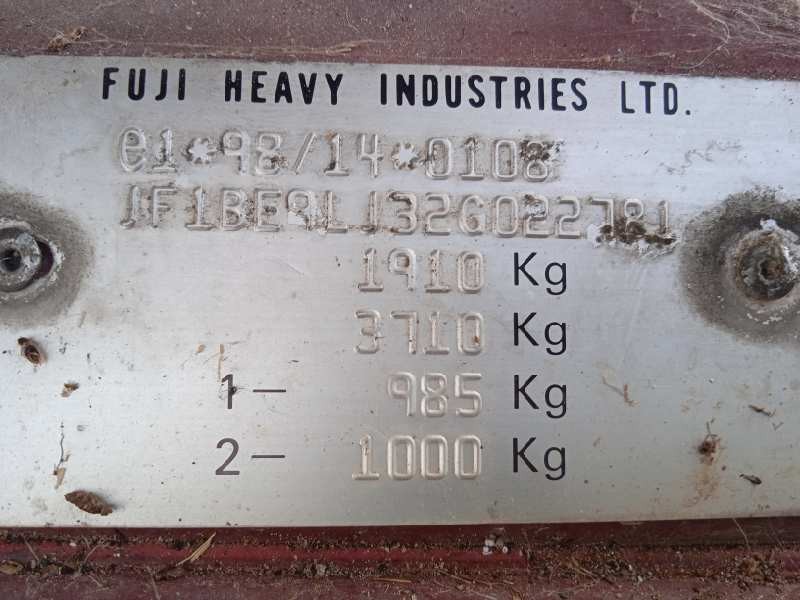 FUJI HEAVY INDUSTRIES LTD.
e1*98/14*0108
JF1BE9LJ32G022781
1910 Kg
3710 Kg
1- 985 Kg
2- 1000 Kg